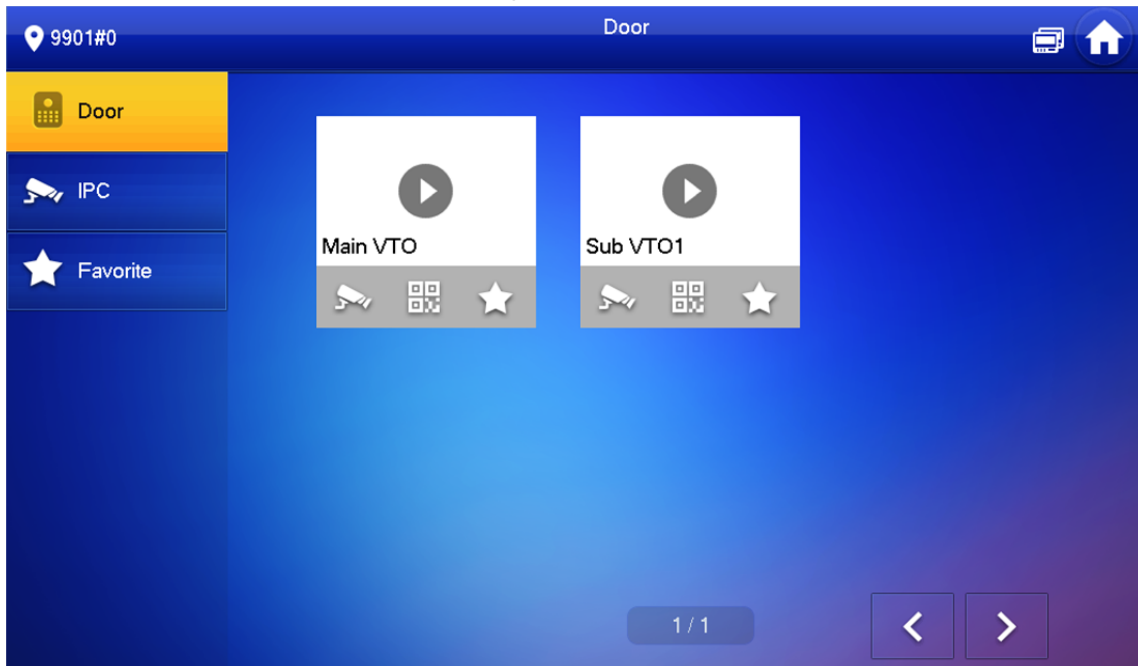 9901#0
Door
Door
IPC
Favorite
Main VTO
Sub VTO1
1 / 1